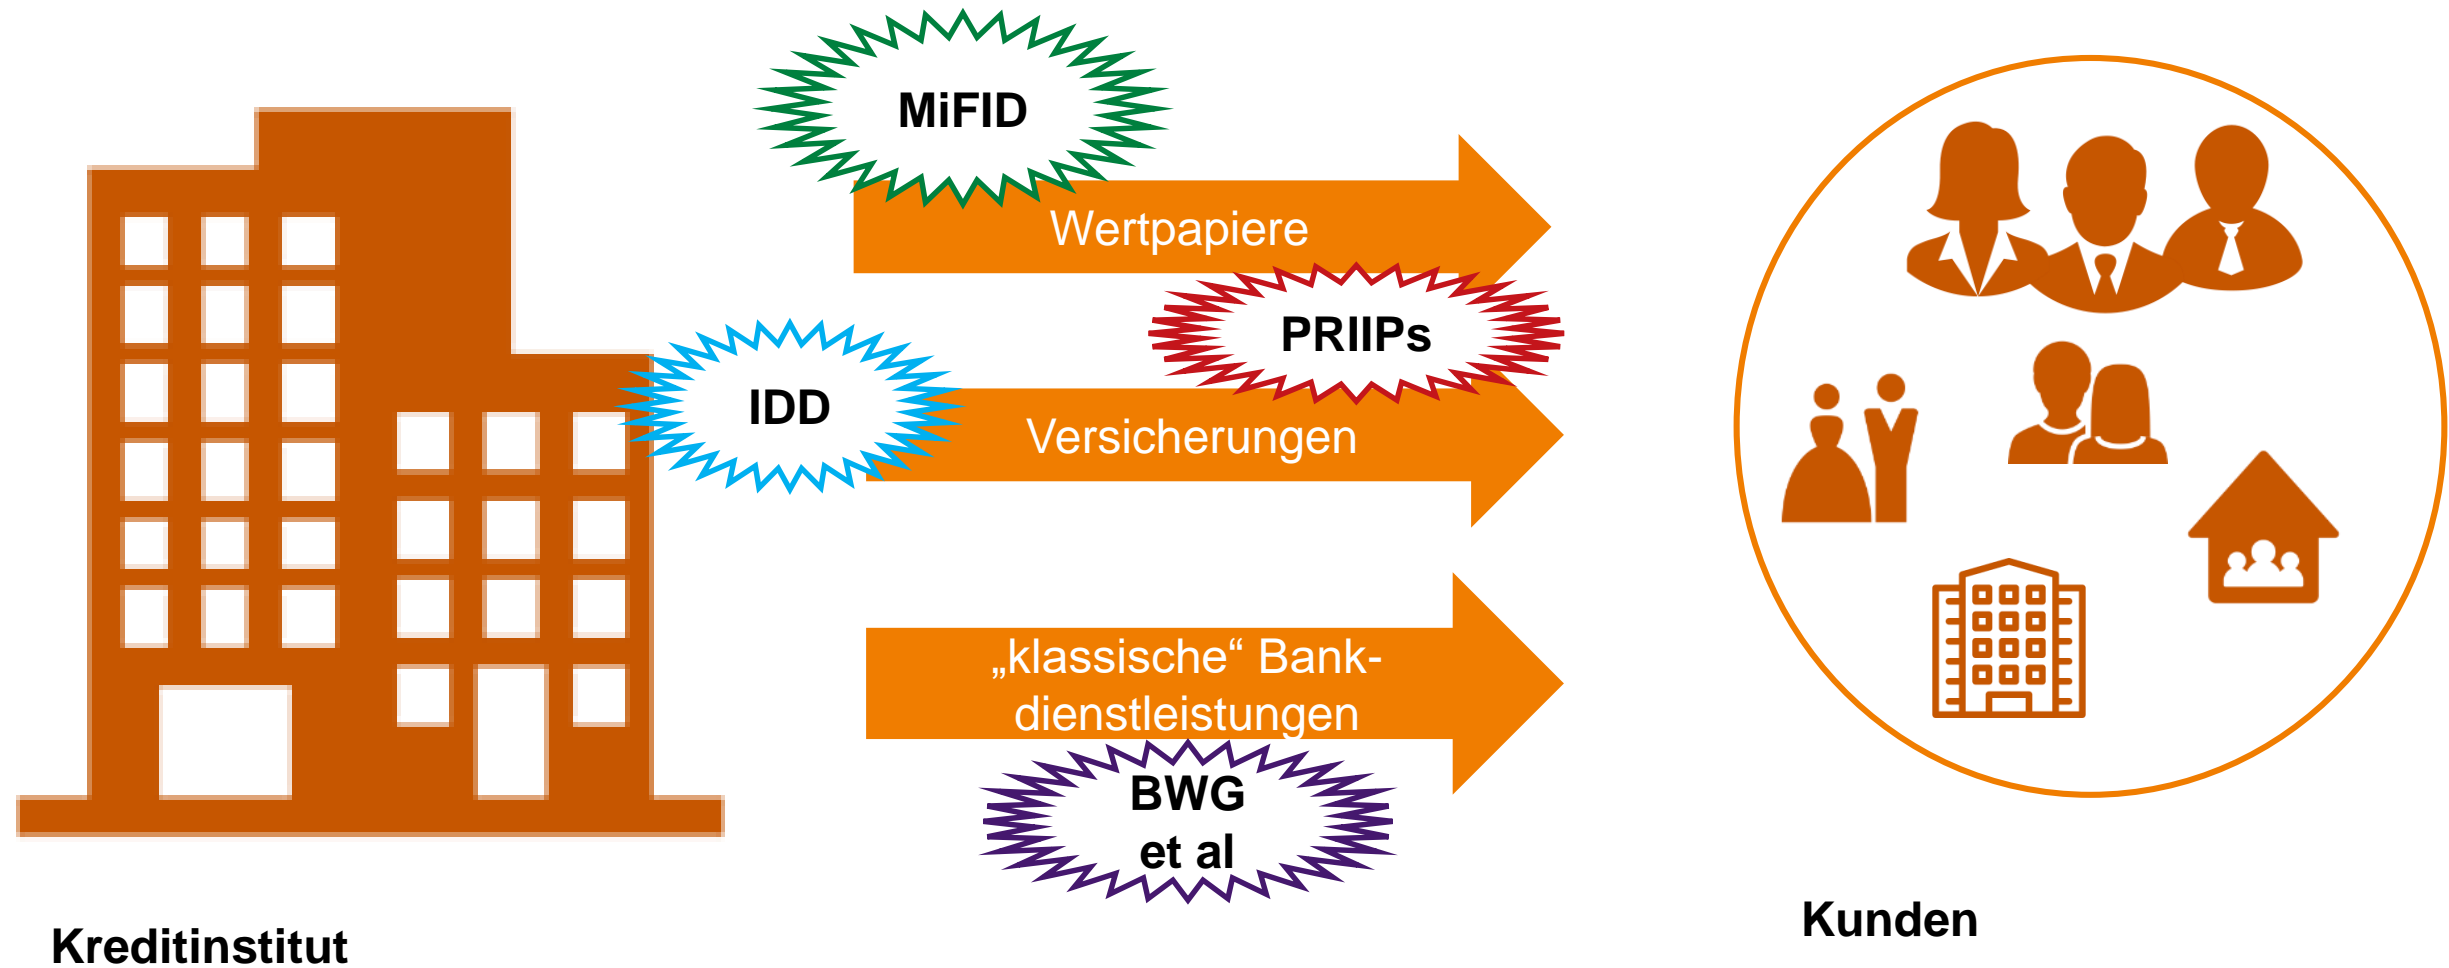 MiFID
Wertpapiere
PRIIPs
IDD
Versicherungen
„klassische“ Bank-
dienstleistungen
BWG
et al
Kreditinstitut
Kunden